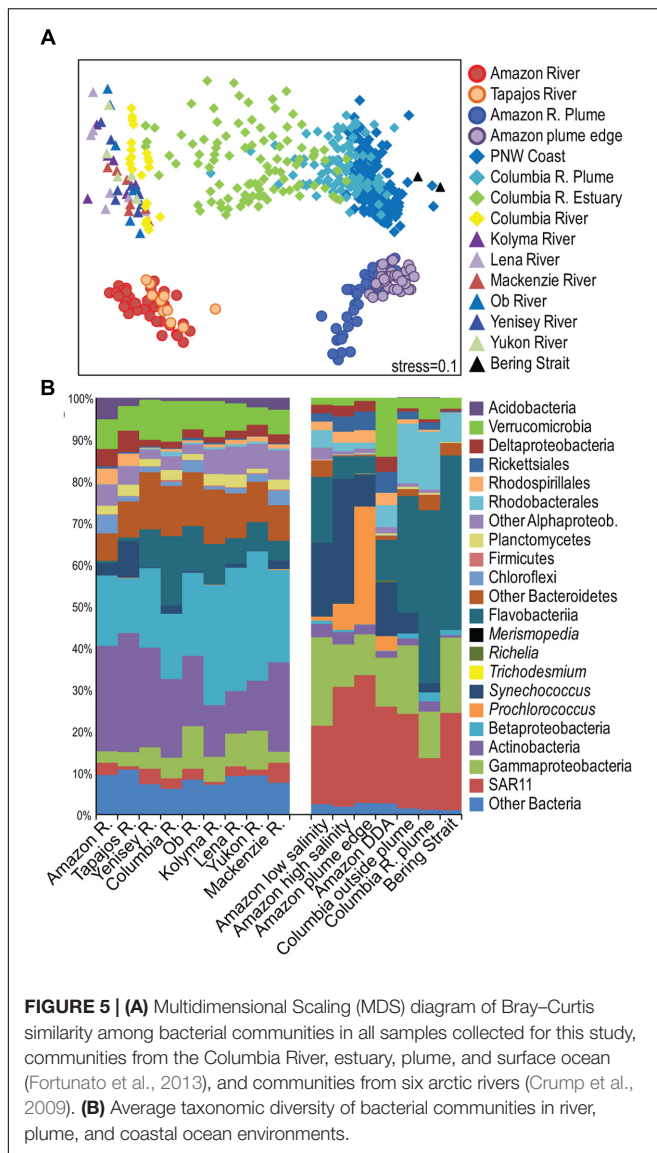 A
Amazon River
Tapajos River
Amazon R. Plume
Amazon plume edge
PNW Coast
Columbia R. Plume
Columbia R. Estuary
Columbia River
Kolyma River
Lena River
Mackenzie River
Ob River
Yenisey River
Yukon River
Bering Strait
stress=0.1
B
100%
90%
80%
70%
60%
50%
40%
30%
20%
10%
0%
Acidobacteria
Verrucomicrobia
Deltaproteobacteria
Rickettsiales
Rhodospirillales
Rhodobacterales
Other Alphaproteob.
Planctomycetes
Firmicutes
Chloroflexi
Other Bacteroidetes
Flavobacteriia
Merismopedia
Richelia
Trichodesmium
Synechococcus
Prochlorococcus
Betaproteobacteria
Actinobacteria
Gammaproteobacteria
SAR11
Other Bacteria
Amazon R.
Tapajos R.
Yenisey R.
Columbia R.
Ob R.
Kolyma R.
Lena R.
Yukon R.
Mackenzie R.
Amazon low salinity
Amazon high salinity
Amazon plume edge
Amazon DDA
Columbia outside plume
Columbia R. plume
Bering Strait
FIGURE 5 | (A) Multidimensional Scaling (MDS) diagram of Bray–Curtis
similarity among bacterial communities in all samples collected for this study,
communities from the Columbia River, estuary, plume, and surface ocean
(Fortunato et al., 2013), and communities from six arctic rivers (Crump et al.,
2009). (B) Average taxonomic diversity of bacterial communities in river,
plume, and coastal ocean environments.